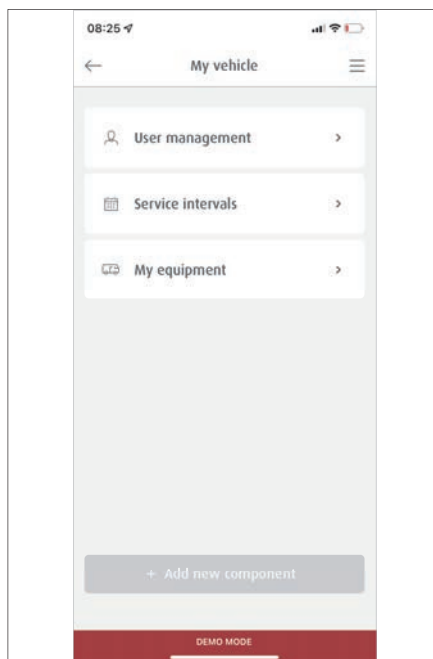 08:25
My vehicle
User management
Service intervals
My equipment
+ Add new component
DEMO MODE